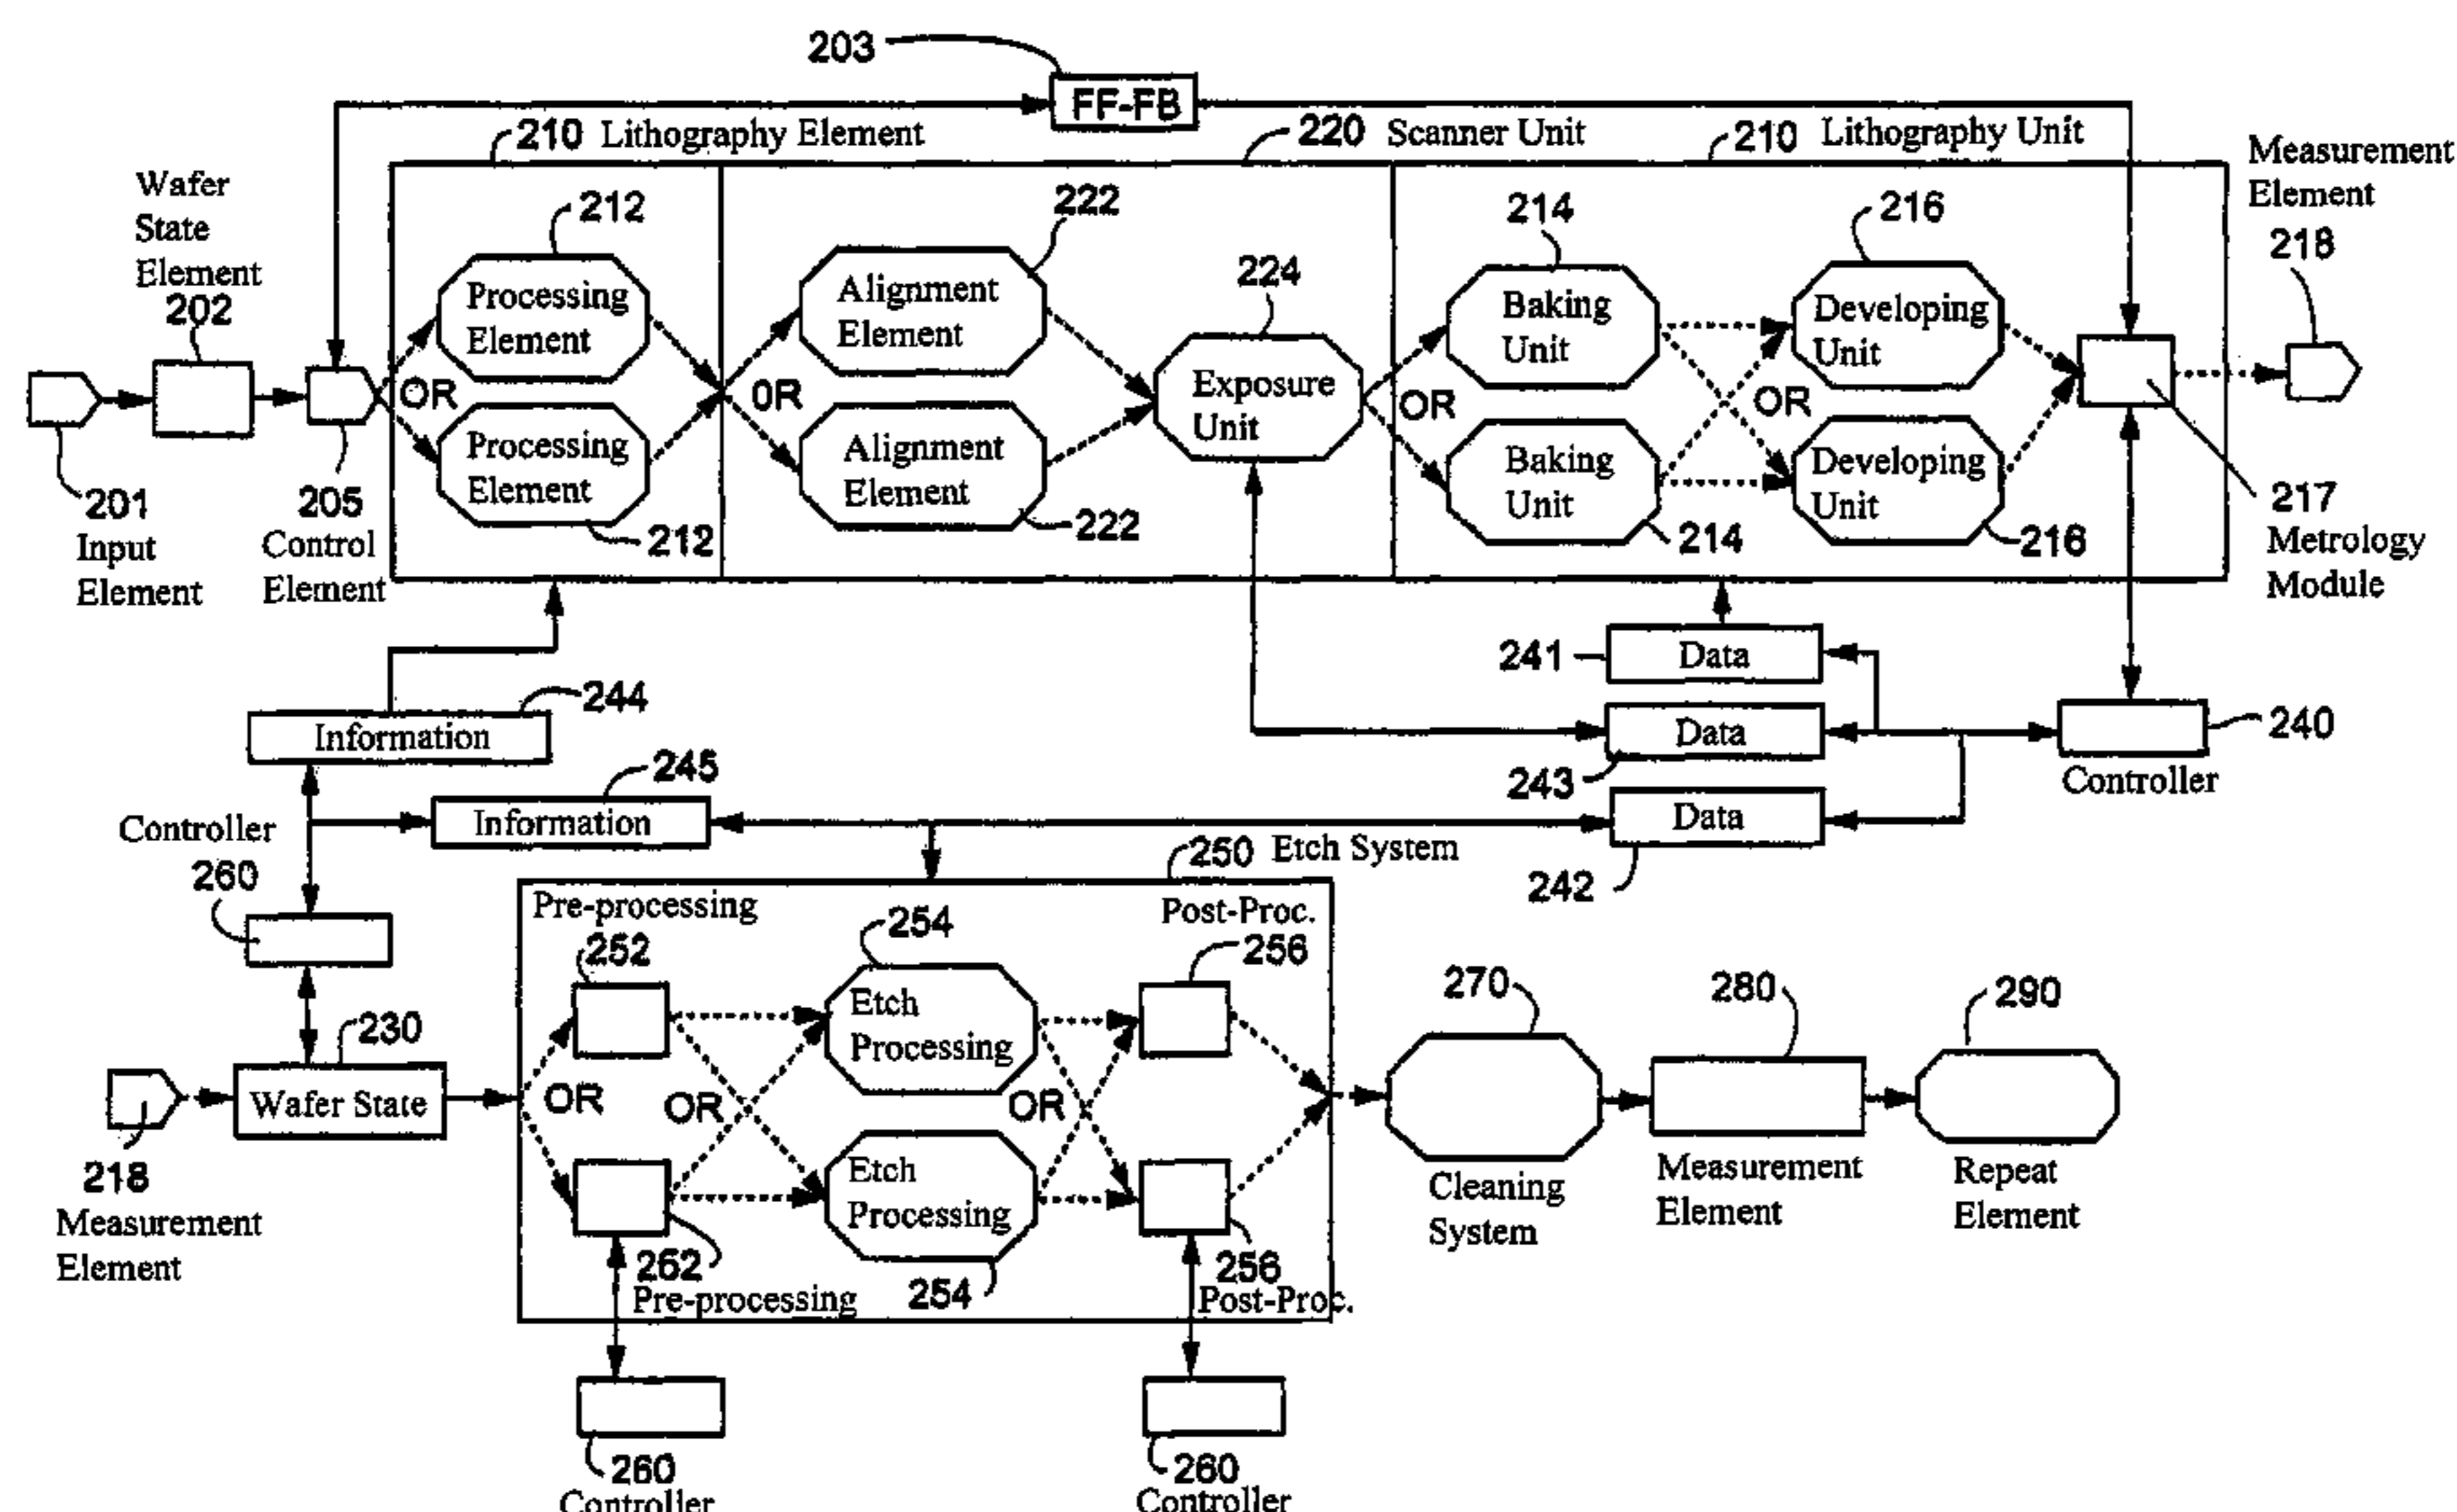 203
FF-FB
210 Lithography Element
220 Scanner Unit
210 Lithography Unit
Measurement
Element
218
Wafer
State
Element
202
212
Processing
Element
222
Alignment
Element
224
Exposure
Unit
214
Baking
Unit
216
Developing
Unit
OR
OR
OR
OR
Processing
Element
212
Alignment
Element
222
Baking
Unit
214
Developing
Unit
216
201
Input
Element
205
Control
Element
217
Metrology
Module
241
Data
244
Information
243
Data
240
Controller
245
Information
242
Data
Controller
260
250 Etch System
Pre-processing
252
254
Etch
Processing
Post-Proc.
256
270
280
290
230
Wafer State
OR
OR
OR
218
Measurement
Element
262
Pre-processing
Etch
Processing
254
256
Post-Proc.
Cleaning
System
Measurement
Element
Repeat
Element
260
Controller
260
Controller